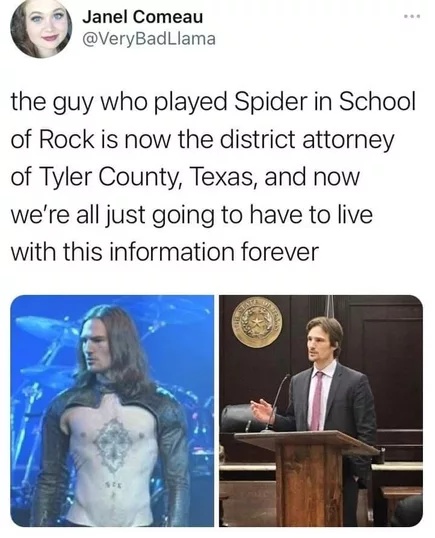 Janel Comeau
@VeryBadLlama
the guy who played Spider in School
of Rock is now the district attorney
of Tyler County, Texas, and now
we're all just going to have to live
with this information forever